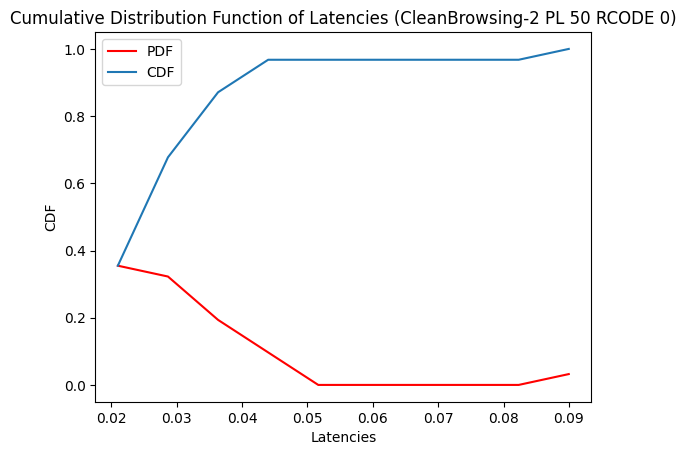 Cumulative Distribution Function of Latencies (CleanBrowsing-2 PL 50 RCODE 0)
PDF
CDF
1.0
0.8
0.6
0.4
0.2
0.0
CDF
0.02 0.03 0.04 0.05 0.06 0.07 0.08 0.09
Latencies